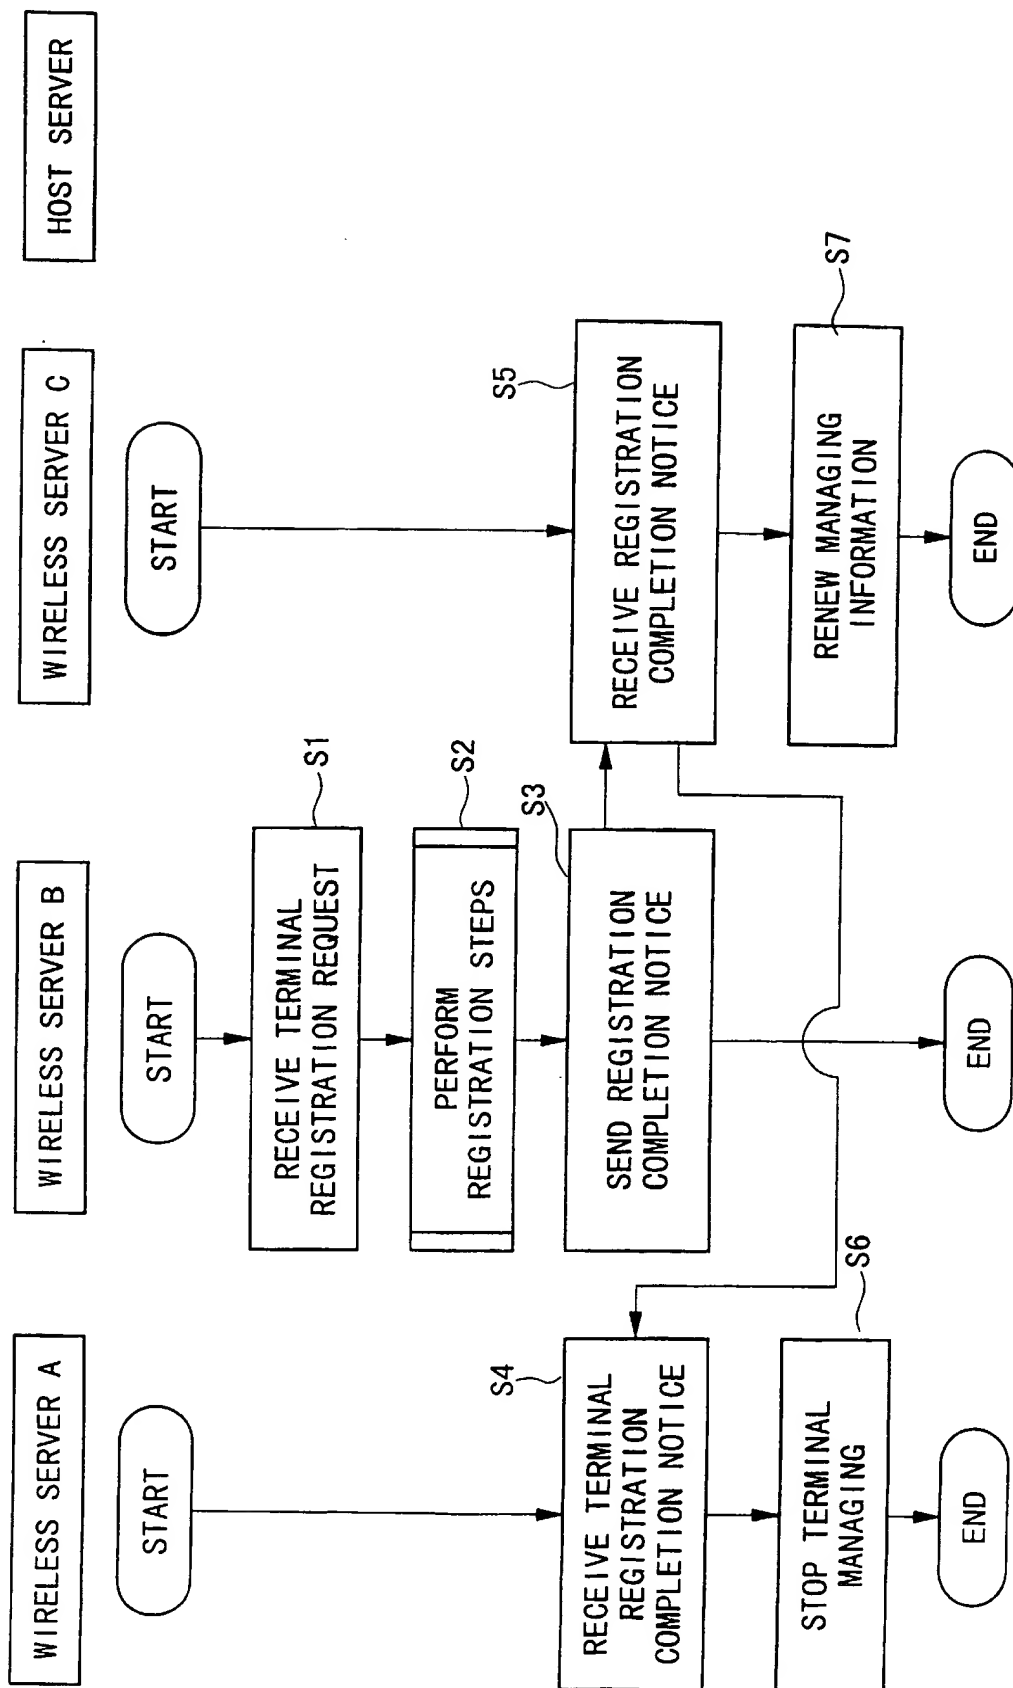 WIRELESS SERVER A
WIRELESS SERVER B
WIRELESS SERVER C
HOST SERVER
START
START
START
RECEIVE TERMINAL
REGISTRATION REQUEST
S1
PERFORM
REGISTRATION STEPS
S2
SEND REGISTRATION
COMPLETION NOTICE
S3
RECEIVE TERMINAL
REGISTRATION
COMPLETION NOTICE
S4
RECEIVE REGISTRATION
COMPLETION NOTICE
S5
STOP TERMINAL
MANAGING
S6
RENEW MANAGING
INFORMATION
S7
END
END
END